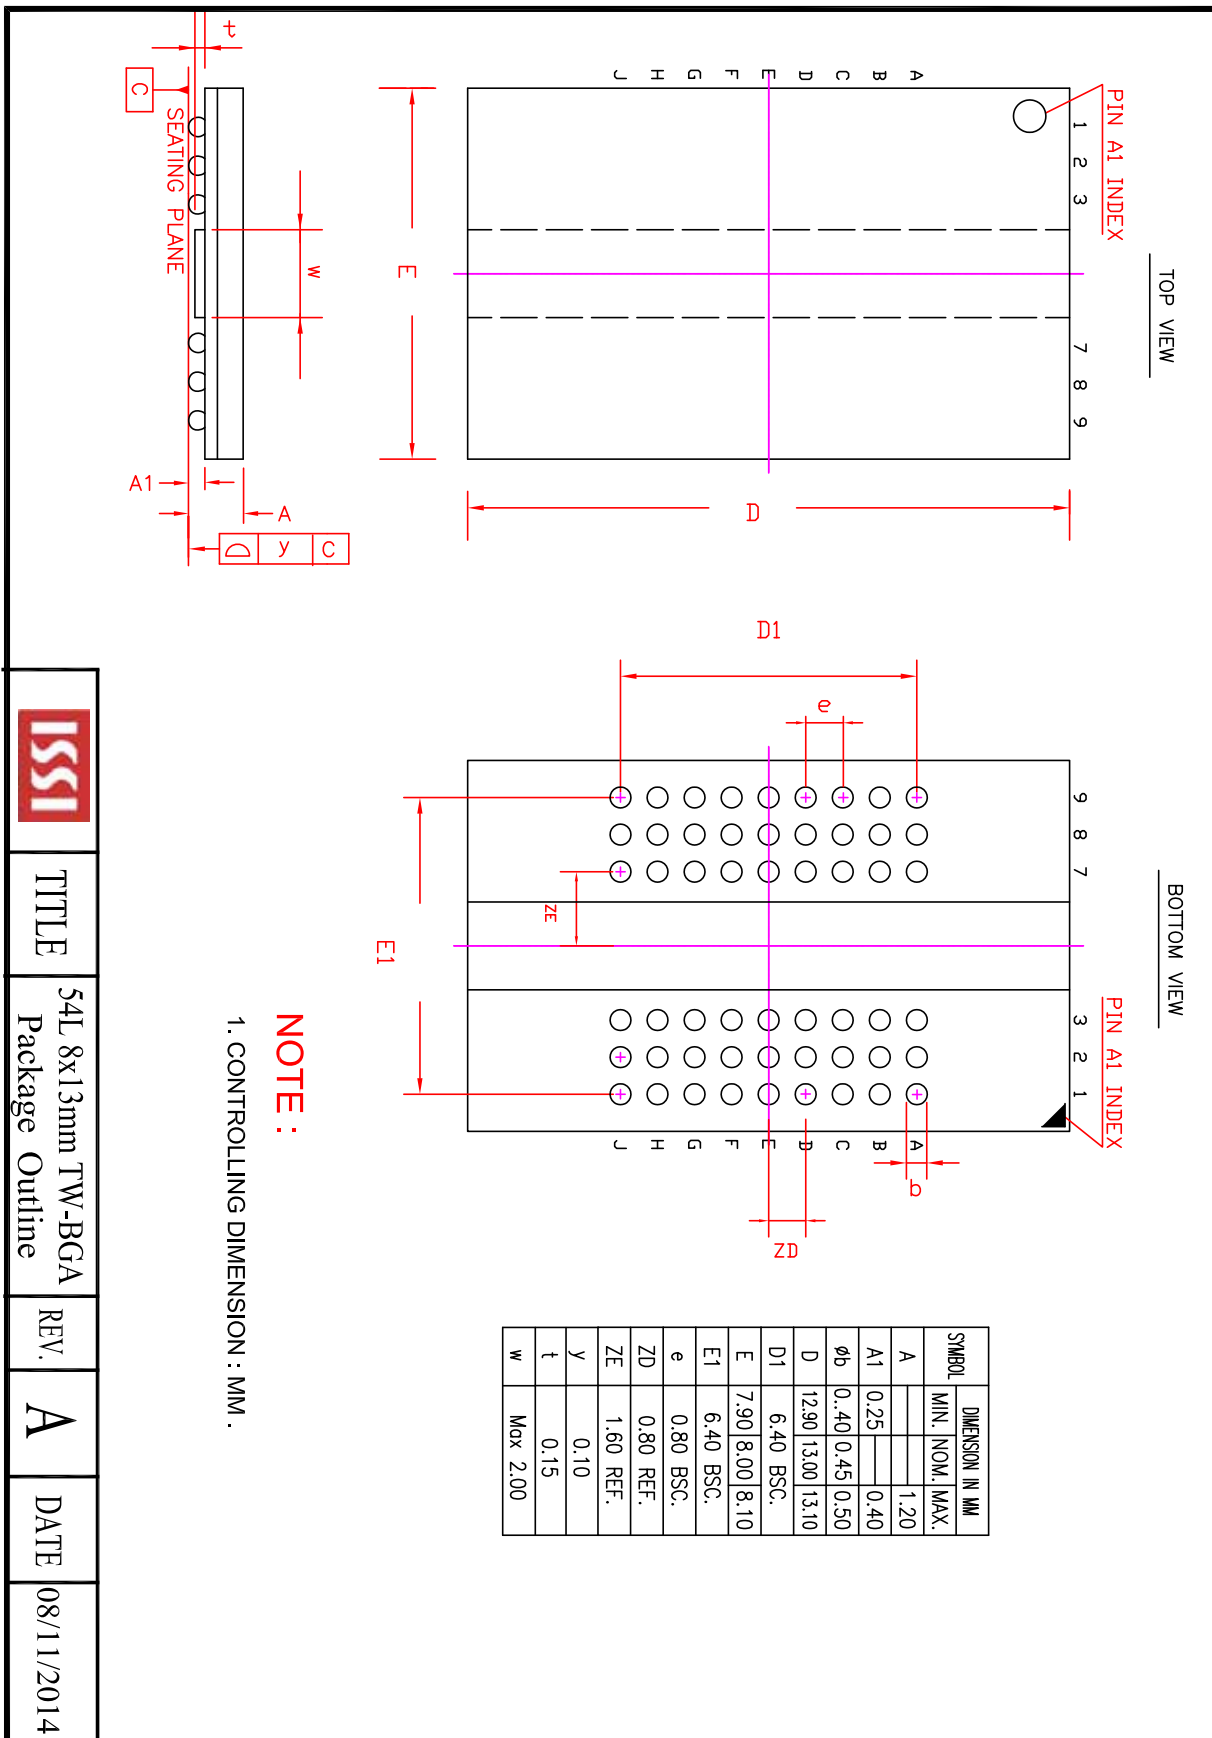 TOP VIEW
PIN A1 INDEX
1 2 3 7 8 9
A
B
C
D
E
F
G
H
J
D
E
w
t
C
SEATING PLANE
A1
A
y C
BOTTOM VIEW
PIN A1 INDEX
9 8 7 3 2 1
A
B
C
D
E
F
G
H
J
D1
e
ZE
E1
b
ZD
SYMBOL DIMENSION IN MM
MIN. NOM. MAX.
A 1.20
A1 0.25 0.40
øb 0..40 0.45 0.50
D 12.90 13.00 13.10
D1 6.40 BSC.
E 7.90 8.00 8.10
E1 6.40 BSC.
e 0.80 BSC.
ZD 0.80 REF.
ZE 1.60 REF.
y 0.10
t 0.15
w Max 2.00
NOTE :
1. CONTROLLING DIMENSION : MM .
ISSI
TITLE
54L 8x13mm TW-BGA
Package Outline
REV.
A
DATE
08/11/2014